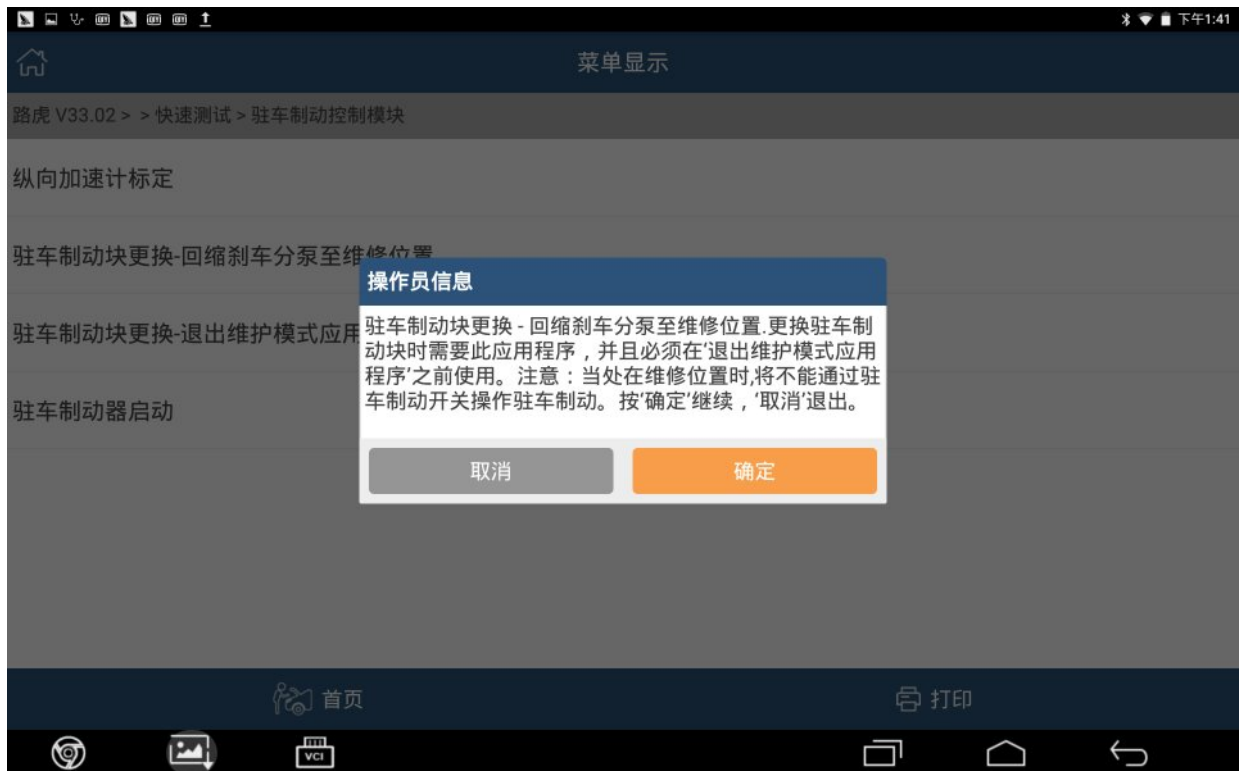 下午1:41
菜单显示
路虎 V33.02 > > 快速测试 > 驻车制动控制模块
纵向加速计标定
驻车制动块更换-回缩刹车分泵至维修位置
驻车制动块更换-退出维护模式应用
驻车制动器启动
操作员信息
驻车制动块更换 - 回缩刹车分泵至维修位置.更换驻车制
动块时需要此应用程序，并且必须在'退出维护模式应用
程序'之前使用。注意：当处在维修位置时,将不能通过驻
车制动开关操作驻车制动。按'确定'继续，'取消'退出。
取消
确定
首页
打印
VCI